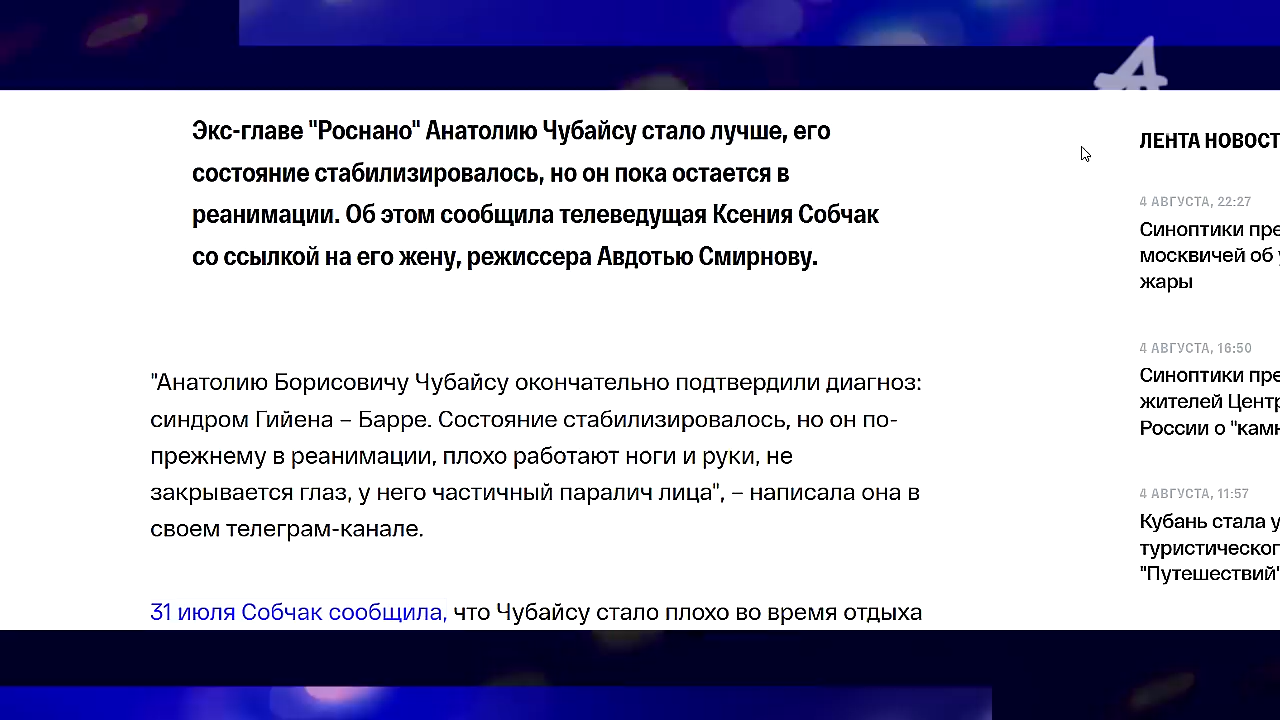 Экс-главе "Роснано" Анатолию Чубайсу стало лучше, его
состояние стабилизировалось, но он пока остается в
реанимации. Об этом сообщила телеведущая Ксения Собчак
со ссылкой на его жену, режиссера Авдотью Смирнову.
"Анатолию Борисовичу Чубайсу окончательно подтвердили диагноз:
синдром Гийена – Барре. Состояние стабилизировалось, но он по-
прежнему в реанимации, плохо работают ноги и руки, не
закрывается глаз, у него частичный паралич лица", – написала она в
своем телеграм-канале.
31 июля Собчак сообщила, что Чубайсу стало плохо во время отдыха
ЛЕНТА НОВОСТ
4 АВГУСТА, 22:27
Синоптики пре
москвичей об
жары
4 АВГУСТА, 16:50
Синоптики пре
жителей Центр
России о "камн
4 АВГУСТА, 11:57
Кубань стала у
туристическог
"Путешествий"